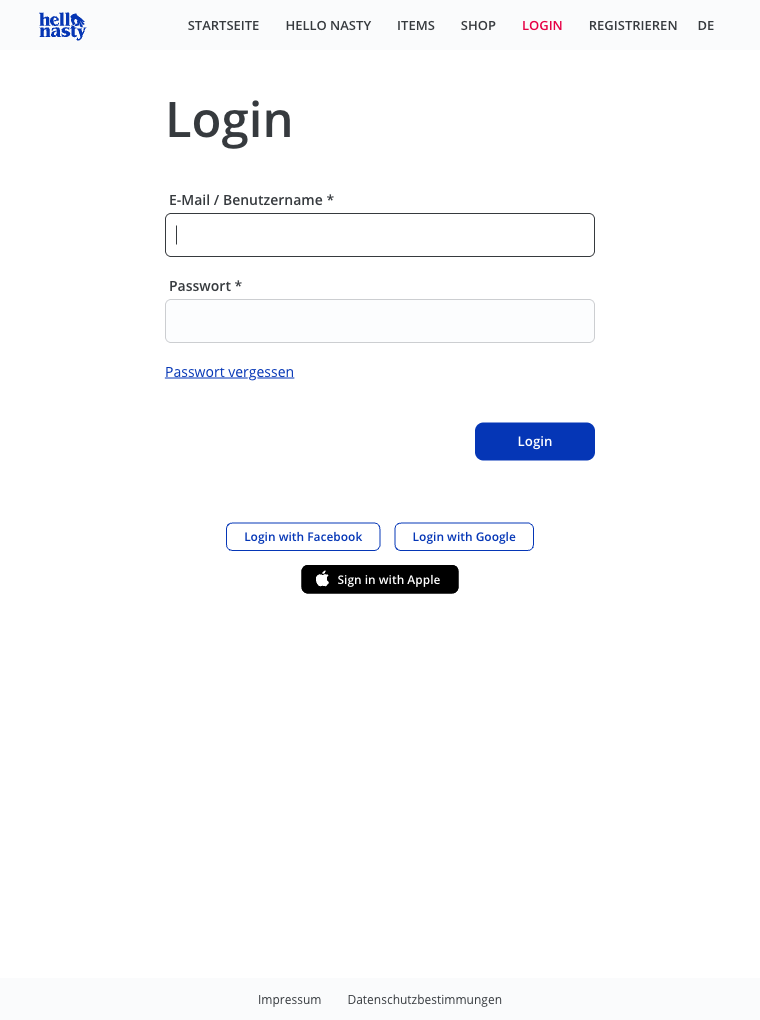 hello nasty
STARTSEITE HELLO NASTY ITEMS SHOP LOGIN REGISTRIEREN DE
Login
E-Mail / Benutzername *
Passwort *
Passwort vergessen
Login
Login with Facebook Login with Google
Sign in with Apple
Impressum Datenschutzbestimmungen